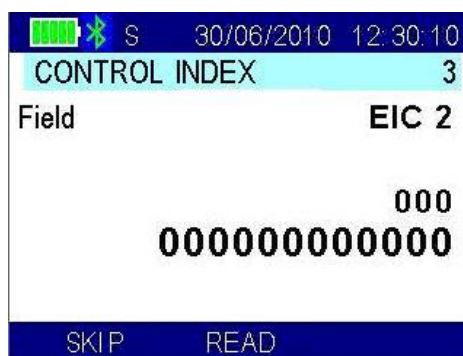 S 30/06/2010 12:30:10
CONTROL INDEX 3
Field EIC 2
000
000000000000
SKIP READ